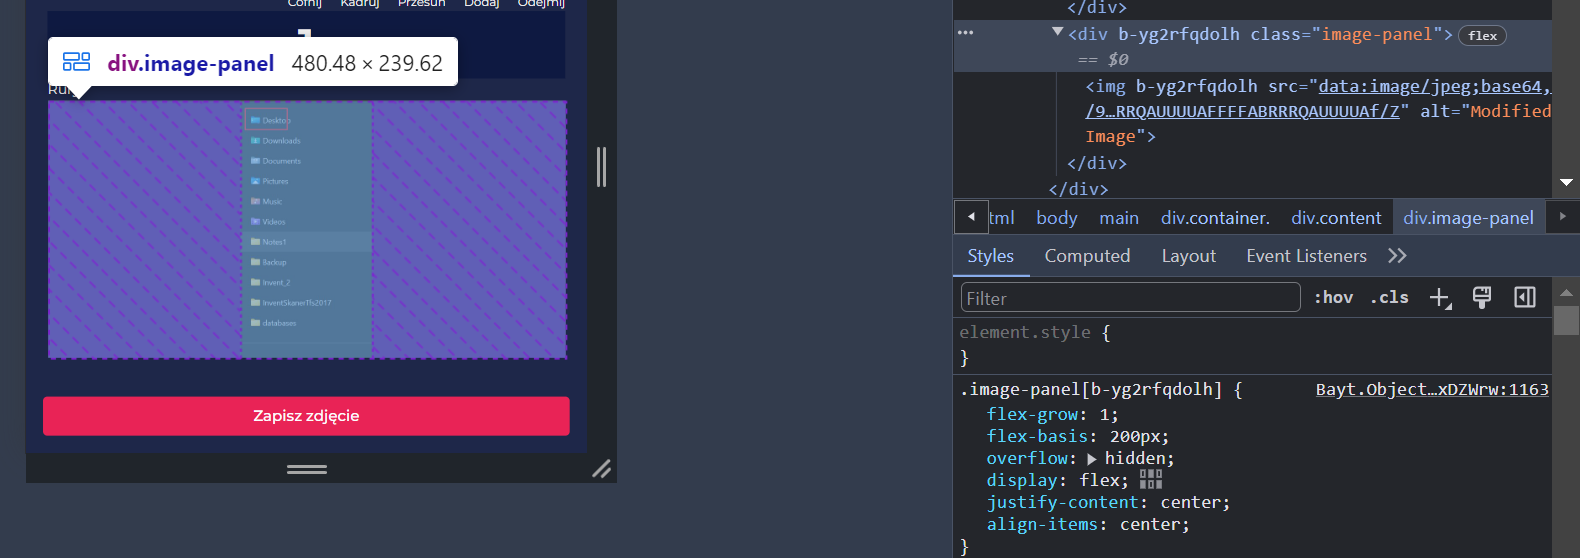 Cofnij Kadruj Przesuń Dodaj Odejmij
div.image-panel 480.48 × 239.62
Desktop
Downloads
Documents
Pictures
Music
Videos
Notes1
Backup
Invent_2
InventSkanerTfs2017
databases
Zapisz zdjęcie
</div>
··· ▼<div b-yg2rfqdolh class="image-panel"> flex
== $0
<img b-yg2rfqdolh src="data:image/jpeg;base64,
/9…RRQAUUUUAFFFFABRRRQAUUUUAf/Z" alt="Modified
Image">
</div>
</div>
tml body main div.container. div.content div.image-panel
Styles Computed Layout Event Listeners
Filter :hov .cls
element.style {
}
.image-panel[b-yg2rfqdolh] { Bayt.Object…xDZWrw:1163
flex-grow: 1;
flex-basis: 200px;
overflow: ▶ hidden;
display: flex;
justify-content: center;
align-items: center;
}